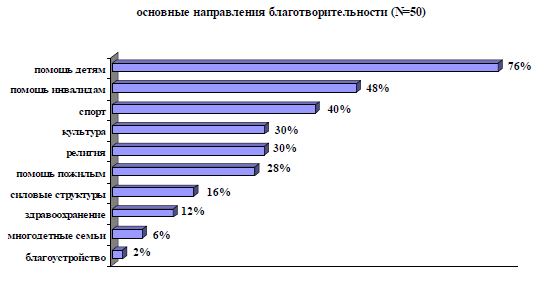 основные направления благотворительности (N=50)
помощь детям 76%
помощь инвалидам 48%
спорт 40%
культура 30%
религия 30%
помощь пожилым 28%
силовые структуры 16%
здравоохранение 12%
многодетные семьи 6%
благоустройство 2%